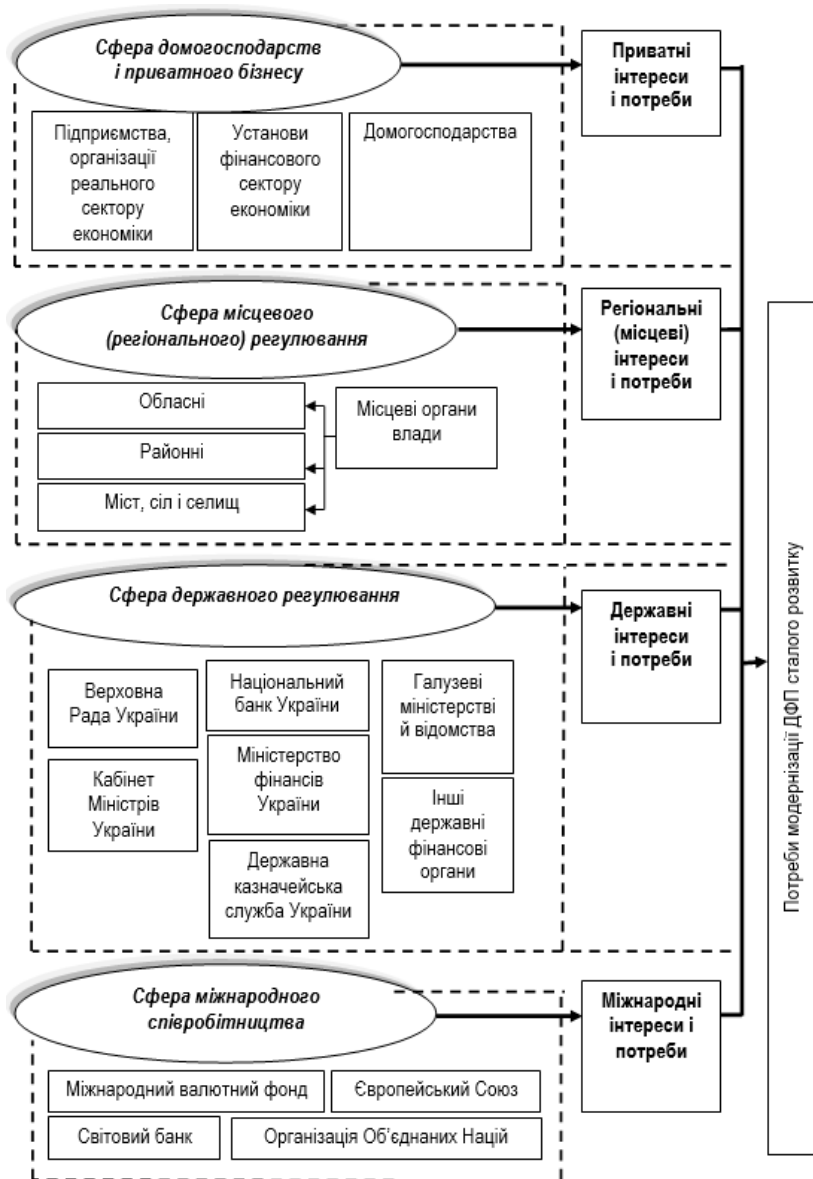 Сфера домогосподарств
і приватного бізнесу
Приватні
інтереси
і потреби
Підприємства,
організації
реального
сектору
економіки
Установи
фінансового
сектору
економіки
Домогосподарства
Сфера місцевого
(регіонального) регулювання
Регіональні
(місцеві)
інтереси
і потреби
Обласні
Районні
Міст, сіл і селищ
Місцеві органи
влади
Сфера державного регулювання
Державні
інтереси
і потреби
Верховна
Рада України
Національний
банк України
Галузеві
міністерстві
й відомства
Кабінет
Міністрів
України
Міністерство
фінансів
України
Інші
державні
фінансові
органи
Державна
казначейська
служба України
Сфера міжнародного
співробітництва
Міжнародні
інтереси і
потреби
Міжнародний валютний фонд
Європейський Союз
Світовий банк
Організація Об’єднаних Націй
Потреби модернізації ДФП сталого розвитку